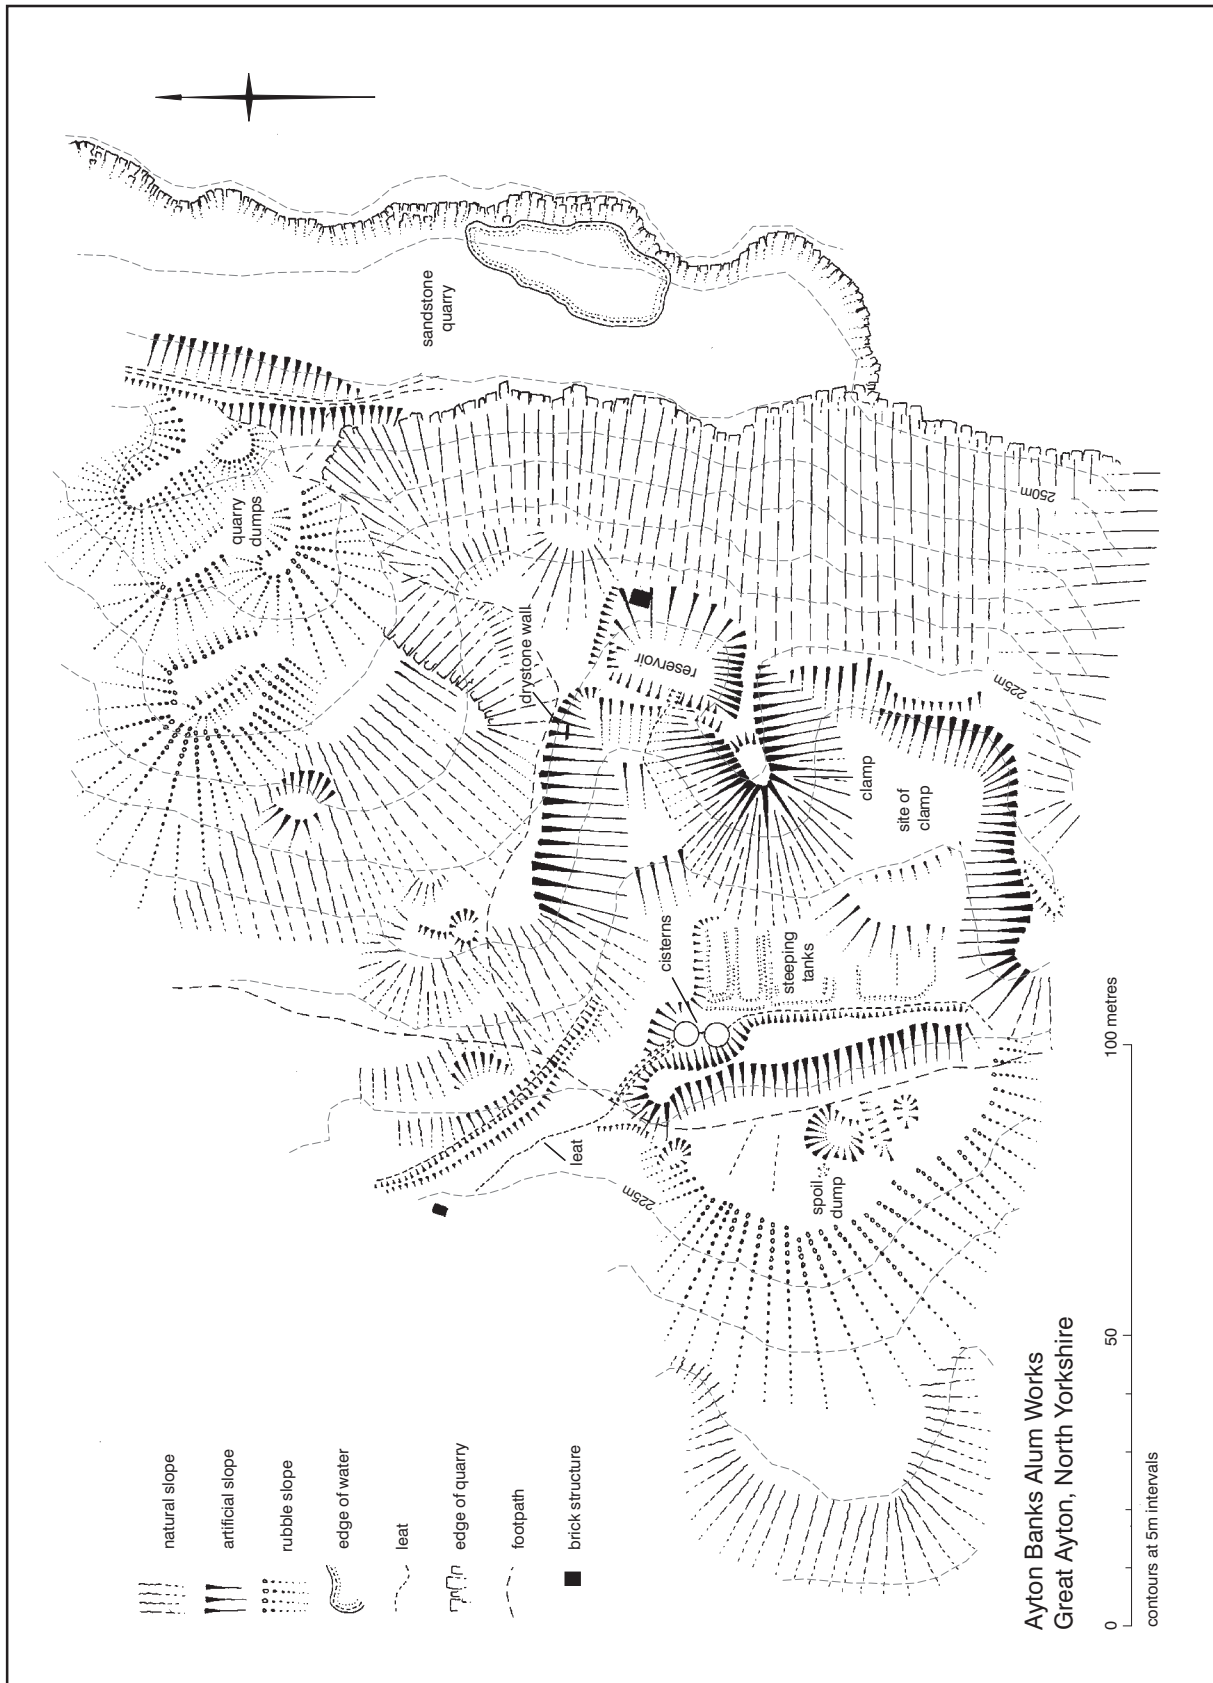 sandstone
quarry
quarry
dumps
drystone wall
reservoir
250m
225m
clamp
site of
clamp
cisterns
steeping
tanks
leat
225m
spoil
dump
natural slope
artificial slope
rubble slope
edge of water
leat
edge of quarry
footpath
brick structure
Ayton Banks Alum Works
Great Ayton, North Yorkshire
0 50 100 metres
contours at 5m intervals